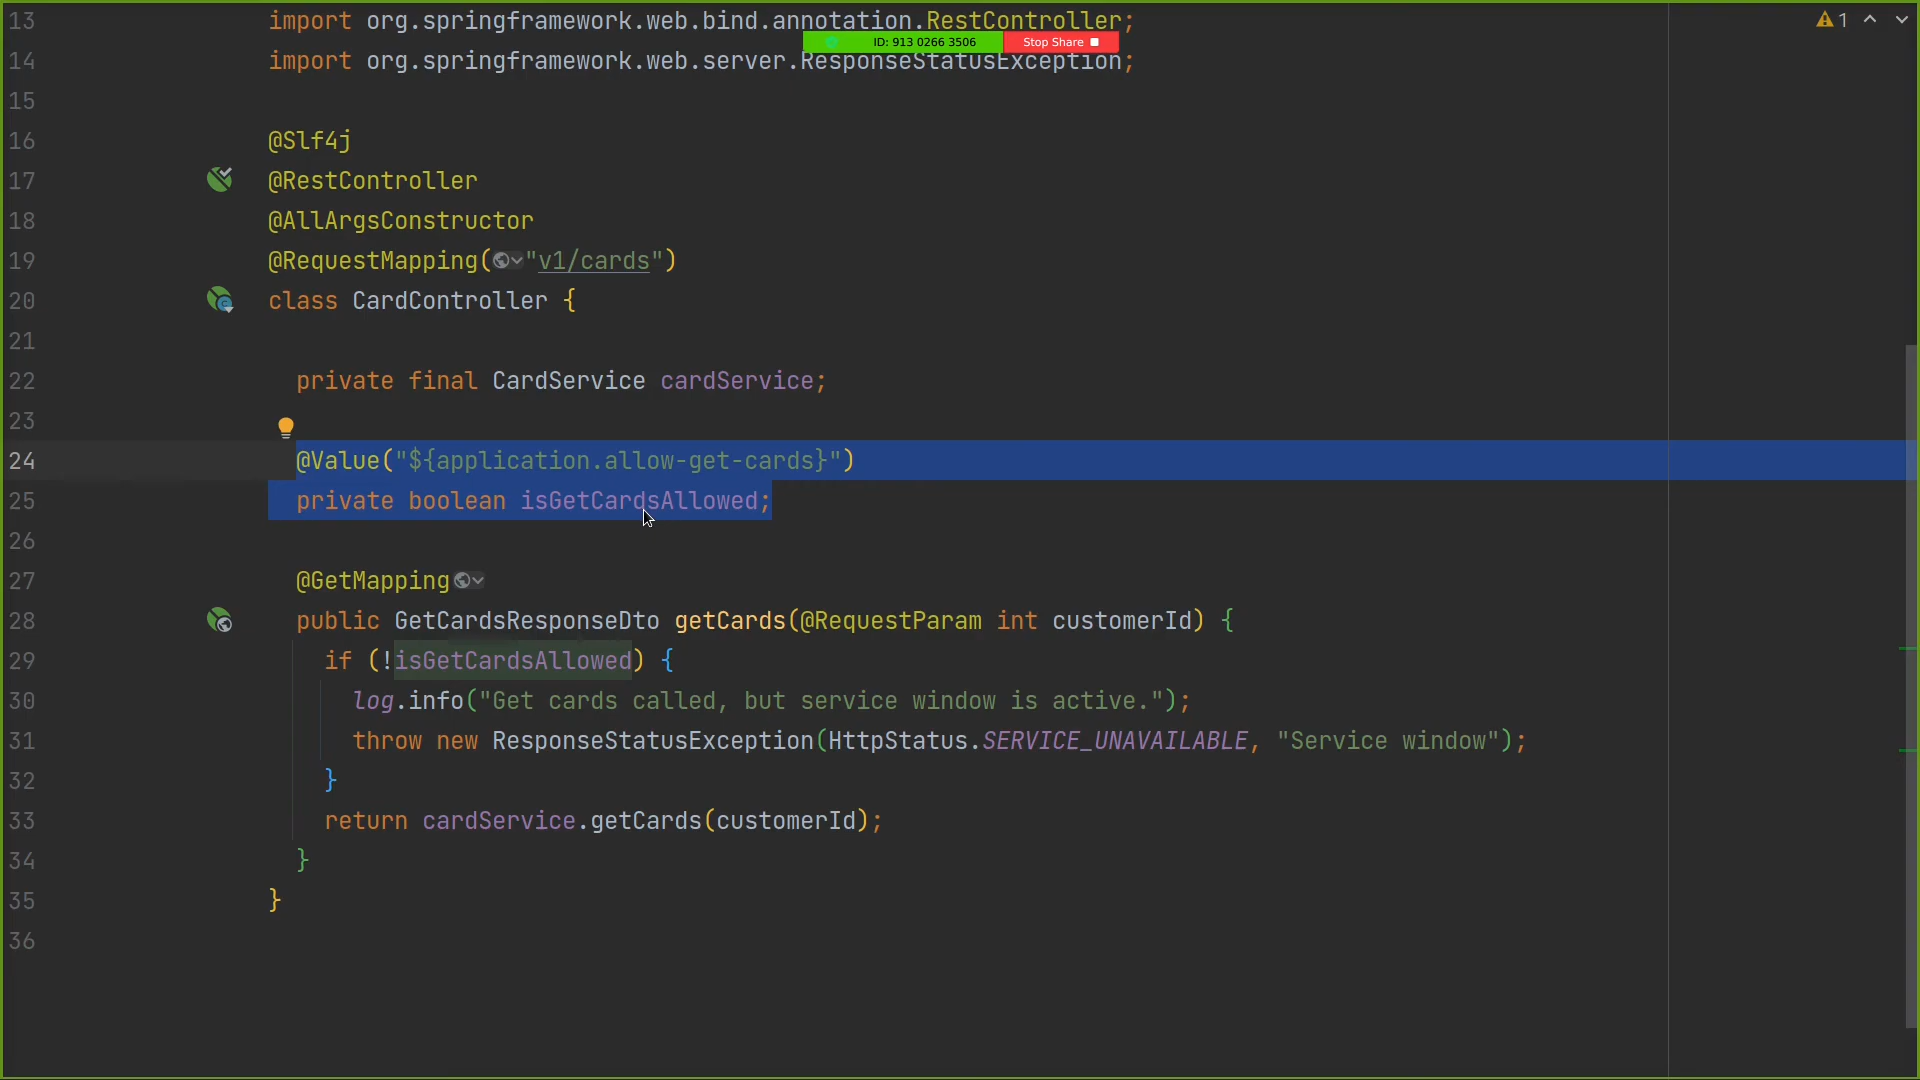 13 import org.springframework.web.bind.annotation.RestController;
1
ID: 913 0266 3506 Stop Share
14 import org.springframework.web.server.ResponseStatusException;
15
16 @Slf4j
17 @RestController
18 @AllArgsConstructor
19 @RequestMapping("v1/cards")
20 class CardController {
21
22 private final CardService cardService;
23
24 @Value("${application.allow-get-cards}")
25 private boolean isGetCardsAllowed;
26
27 @GetMapping
28 public GetCardsResponseDto getCards(@RequestParam int customerId) {
29 if (!isGetCardsAllowed) {
30 log.info("Get cards called, but service window is active.");
31 throw new ResponseStatusException(HttpStatus.SERVICE_UNAVAILABLE, "Service window");
32 }
33 return cardService.getCards(customerId);
34 }
35 }
36